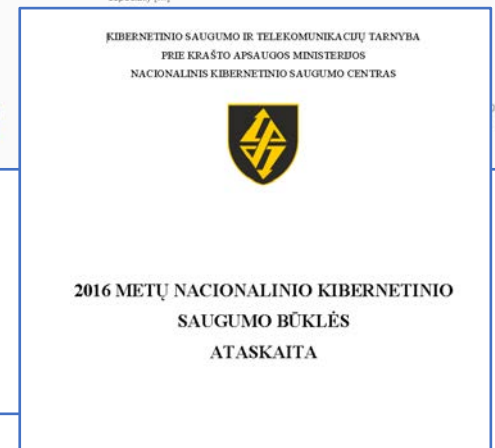 KIBERNETINIO SAUGUMO IR TELEKOMUNIKACIJŲ TARNYBA
PRIE KRAŠTO APSAUGOS MINISTERIJOS
NACIONALINIS KIBERNETINIO SAUGUMO CENTRAS
2016 METŲ NACIONALINIO KIBERNETINIO
SAUGUMO BŪKLĖS
ATASKAITA